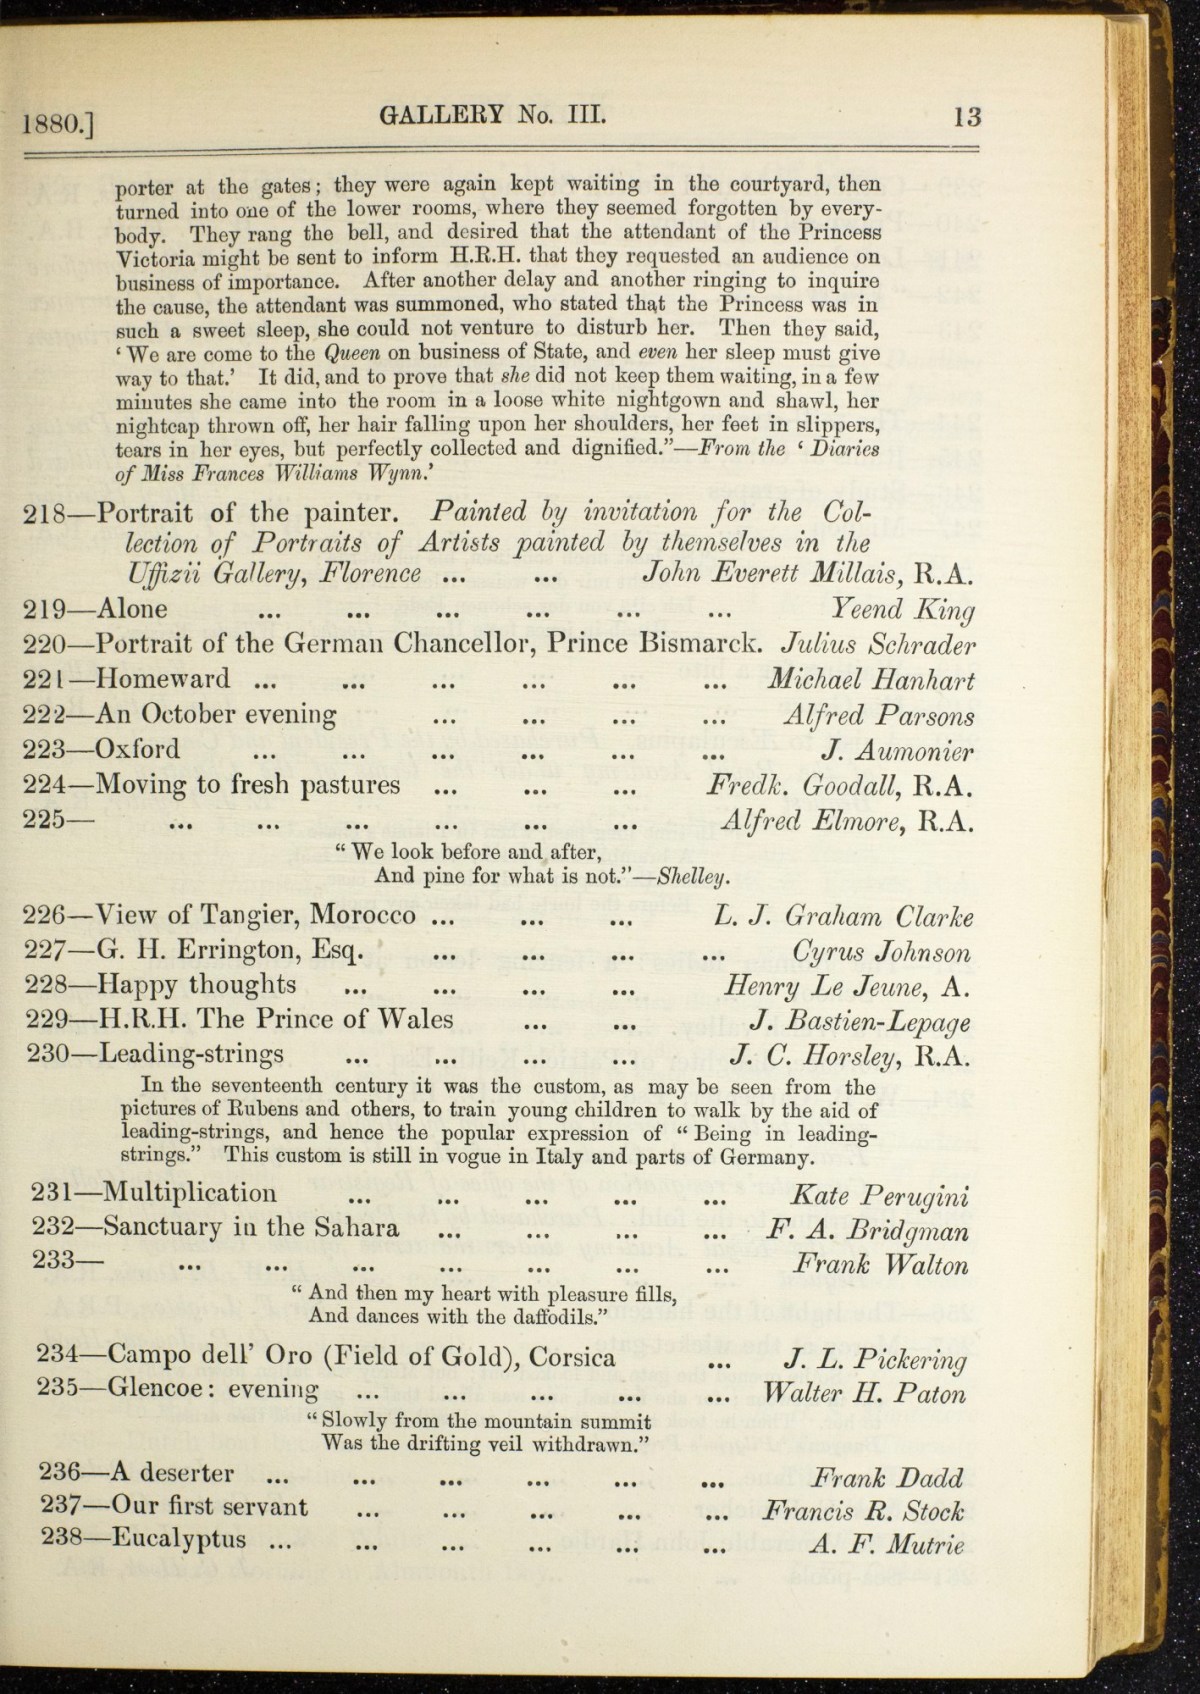 1880.] GALLERY No. III. 13
porter at the gates; they were again kept waiting in the courtyard, then
turned into one of the lower rooms, where they seemed forgotten by every-
body. They rang the bell, and desired that the attendant of the Princess
Victoria might be sent to inform H.R.H. that they requested an audience on
business of importance. After another delay and another ringing to inquire
the cause, the attendant was summoned, who stated that the Princess was in
such a sweet sleep, she could not venture to disturb her. Then they said,
‘We are come to the Queen on business of State, and even her sleep must give
way to that.’ It did, and to prove that she did not keep them waiting, in a few
minutes she came into the room in a loose white nightgown and shawl, her
nightcap thrown off, her hair falling upon her shoulders, her feet in slippers,
tears in her eyes, but perfectly collected and dignified.”—From the ‘Diaries
of Miss Frances Williams Wynn.’
218—Portrait of the painter. Painted by invitation for the Col-
lection of Portraits of Artists painted by themselves in the
Uffizii Gallery, Florence ... ... John Everett Millais, R.A.
219—Alone ... ... ... ... ... ... Yeend King
220—Portrait of the German Chancellor, Prince Bismarck. Julius Schrader
221—Homeward ... ... ... ... ... ... Michael Hanhart
222—An October evening ... ... ... ... Alfred Parsons
223—Oxford ... ... ... ... ... ... J. Aumonier
224—Moving to fresh pastures ... ... ... Fredk. Goodall, R.A.
225— ... ... ... ... ... ... Alfred Elmore, R.A.
“We look before and after,
And pine for what is not.”—Shelley.
226—View of Tangier, Morocco ... ... ... L. J. Graham Clarke
227—G. H. Errington, Esq. ... ... ... ... Cyrus Johnson
228—Happy thoughts ... ... ... ... Henry Le Jeune, A.
229—H.R.H. The Prince of Wales ... ... J. Bastien-Lepage
230—Leading-strings ... ... ... ... J. C. Horsley, R.A.
In the seventeenth century it was the custom, as may be seen from the
pictures of Rubens and others, to train young children to walk by the aid of
leading-strings, and hence the popular expression of “Being in leading-
strings.” This custom is still in vogue in Italy and parts of Germany.
231—Multiplication ... ... ... ... ... Kate Perugini
232—Sanctuary in the Sahara ... ... ... ... F. A. Bridgman
233— ... ... ... ... ... ... ... Frank Walton
“And then my heart with pleasure fills,
And dances with the daffodils.”
234—Campo dell’ Oro (Field of Gold), Corsica ... J. L. Pickering
235—Glencoe: evening ... ... ... ... ... Walter H. Paton
“Slowly from the mountain summit
Was the drifting veil withdrawn.”
236—A deserter ... ... ... ... ... ... Frank Dadd
237—Our first servant ... ... ... ... ... Francis R. Stock
238—Eucalyptus ... ... ... ... ... ... A. F. Mutrie